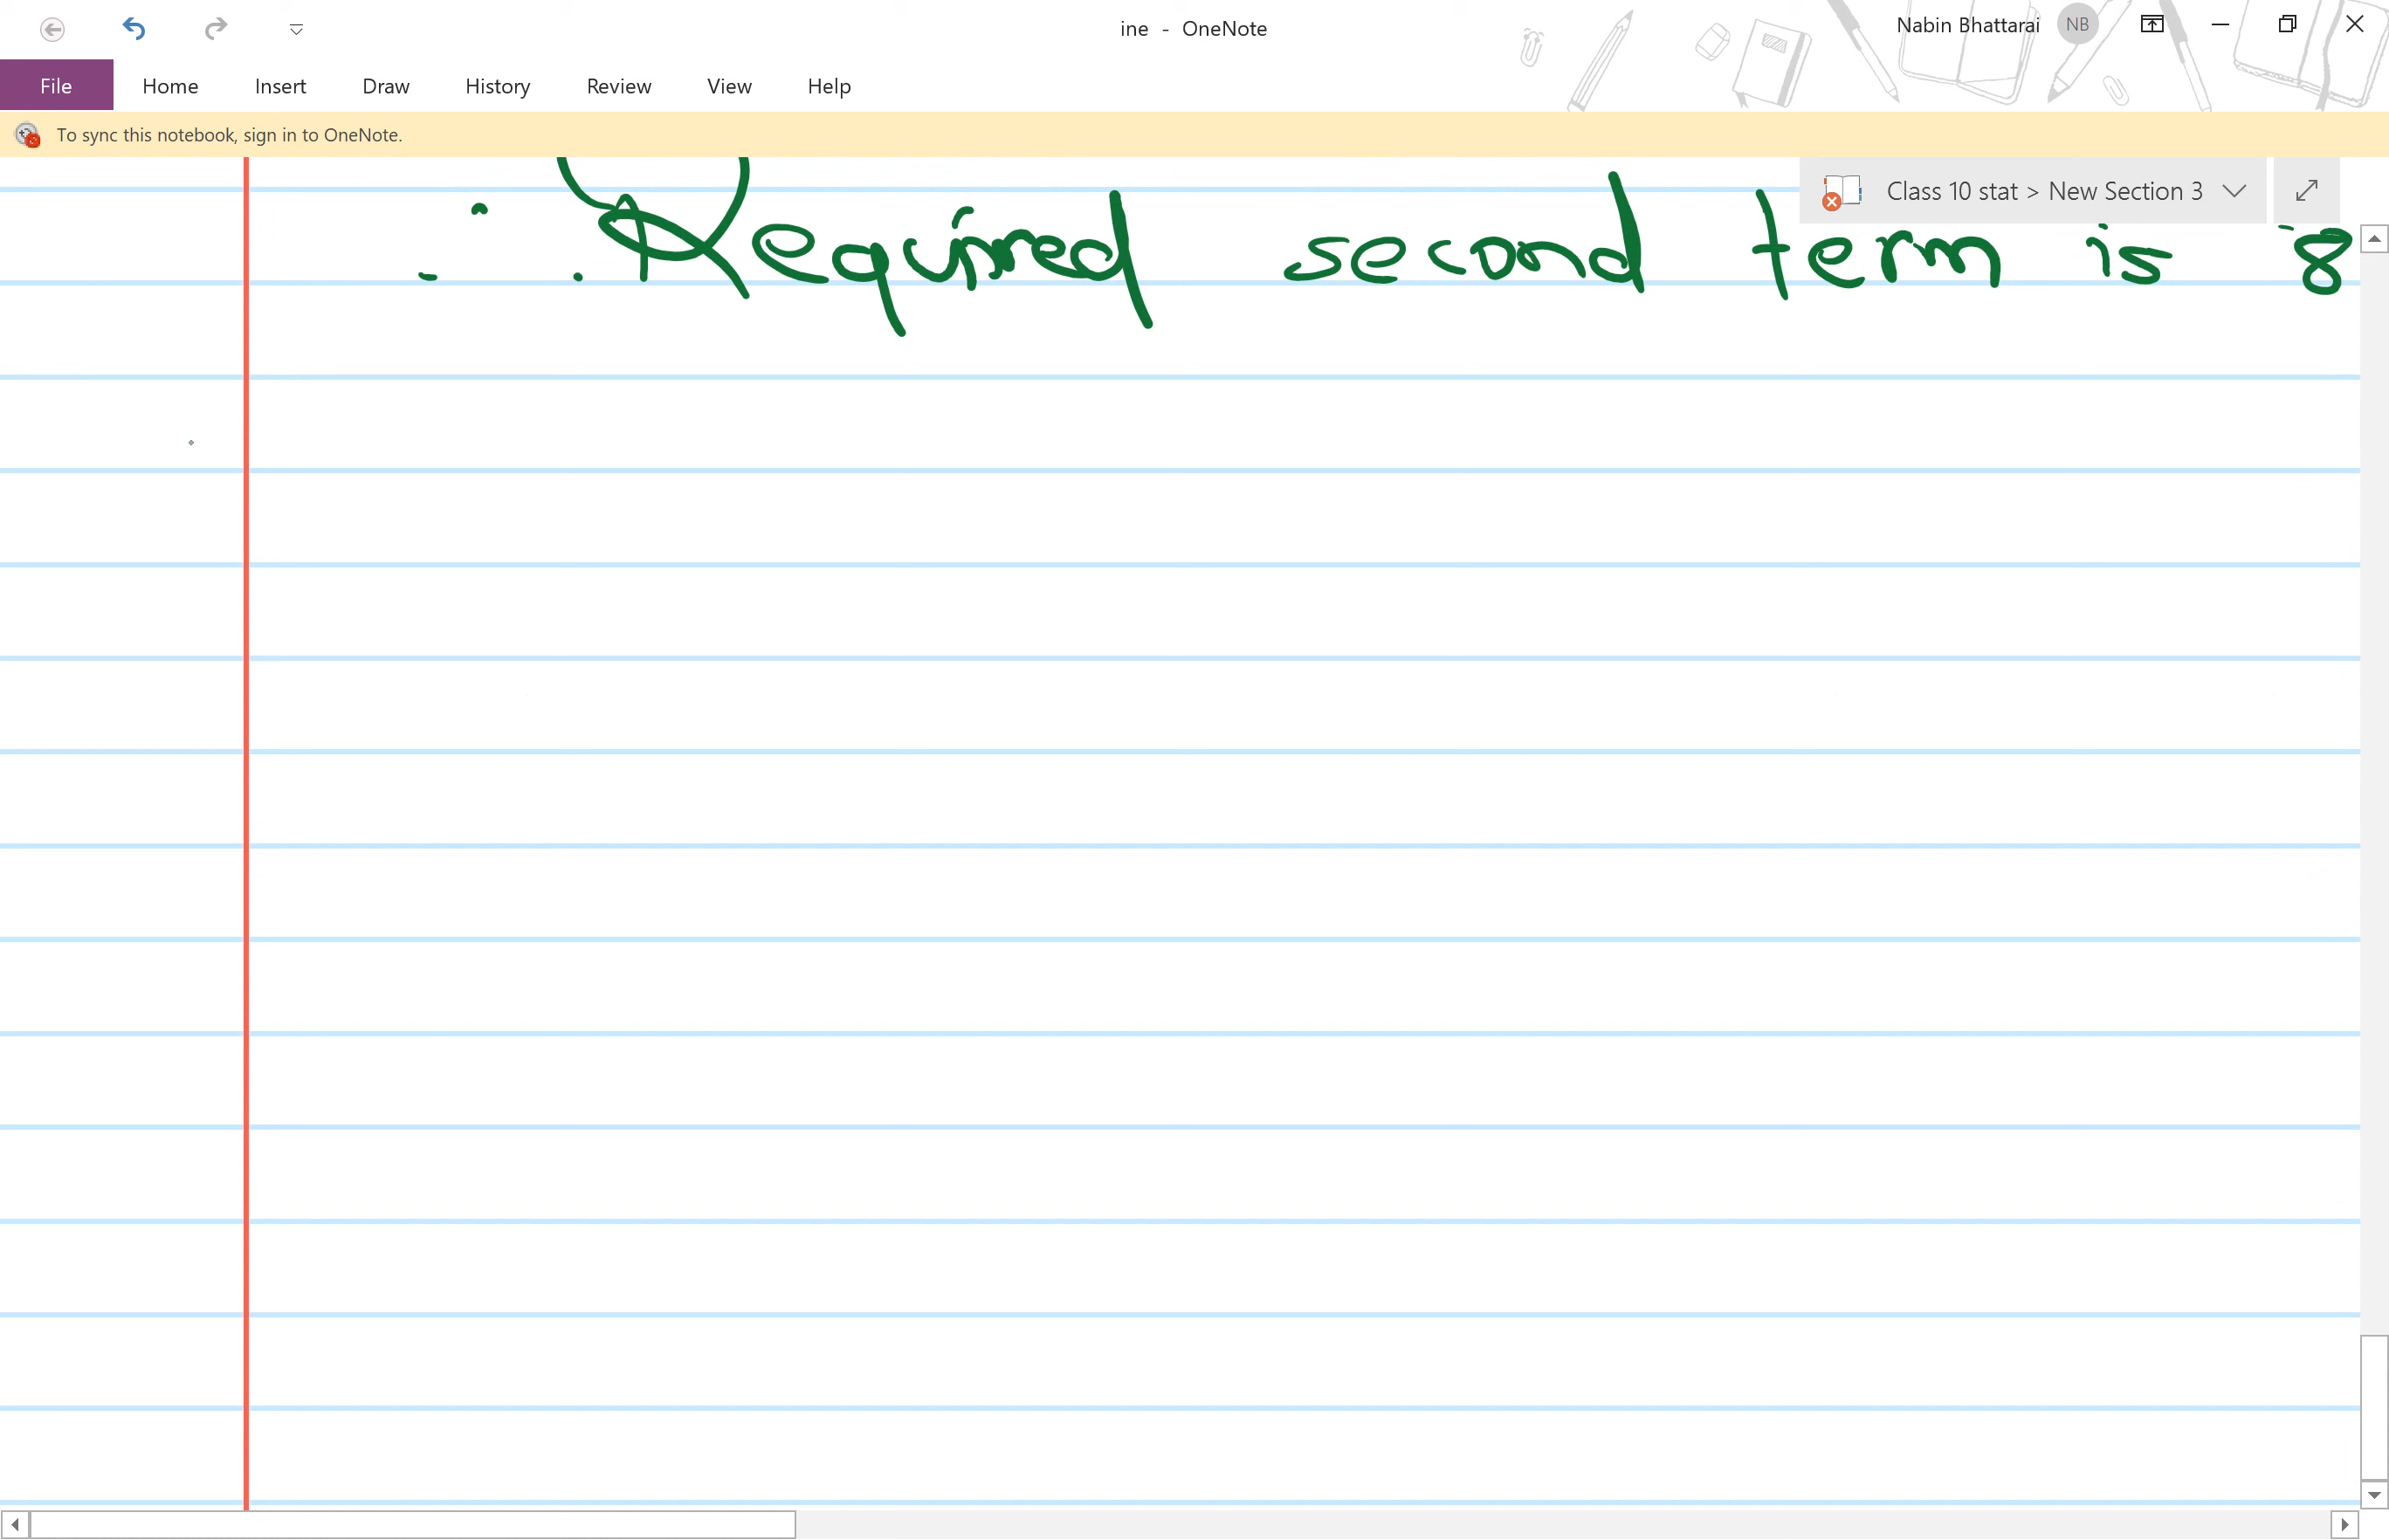 ine - OneNote
Nabin Bhattarai NB
File Home Insert Draw History Review View Help
To sync this notebook, sign in to OneNote.
Class 10 stat > New Section 3
∴ Required second term is 8